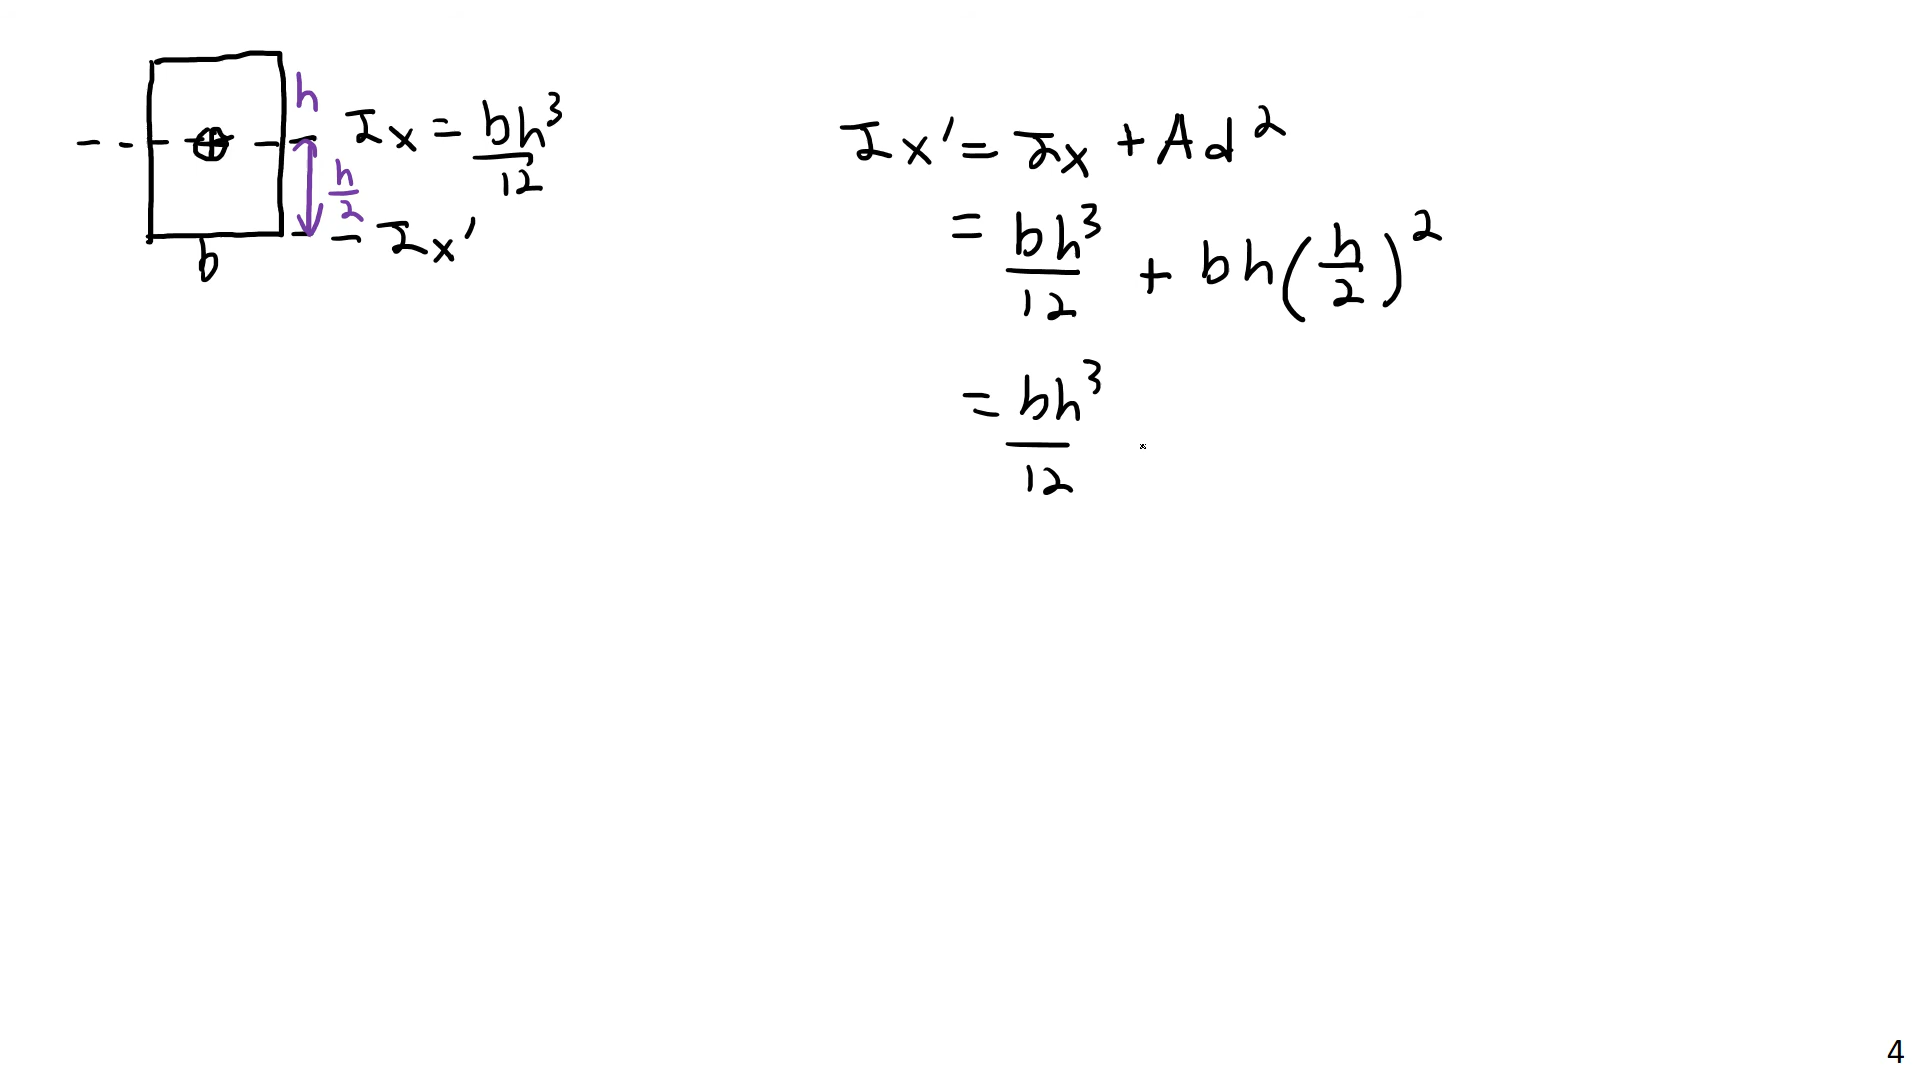 h
Ix = bh³/12
h/2
Ix'
b
Ix' = Ix + Ad²
= bh³/12 + bh(h/2)²
= bh³/12
4